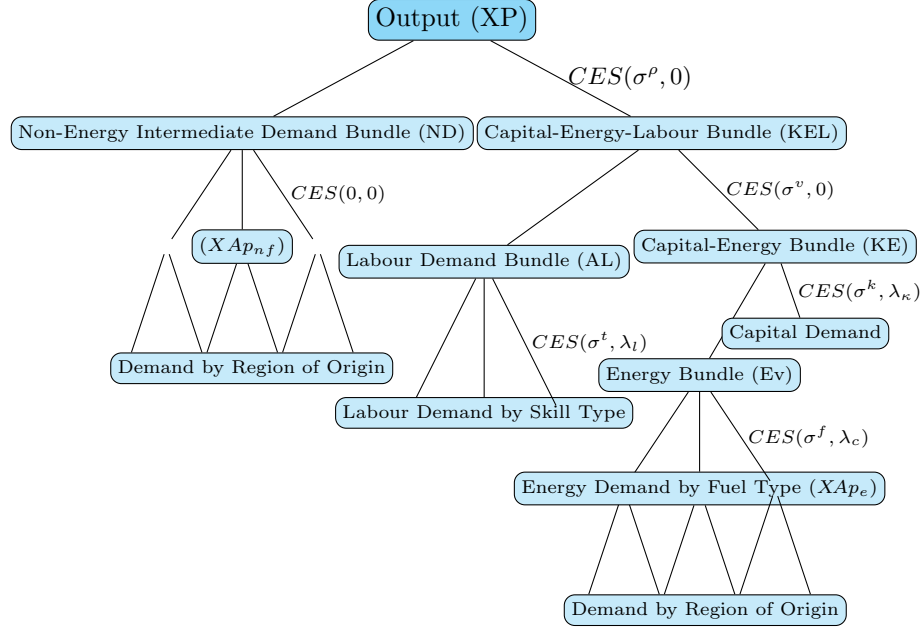 Output (XP)
CES(σ^ρ, 0)
Non-Energy Intermediate Demand Bundle (ND)
Capital-Energy-Labour Bundle (KEL)
CES(0, 0)
CES(σ^v, 0)
(XAp_{nf})
Capital-Energy Bundle (KE)
Labour Demand Bundle (AL)
CES(σ^k, λ_κ)
Capital Demand
CES(σ^t, λ_l)
Demand by Region of Origin
Energy Bundle (Ev)
Labour Demand by Skill Type
CES(σ^f, λ_c)
Energy Demand by Fuel Type (XAp_e)
Demand by Region of Origin